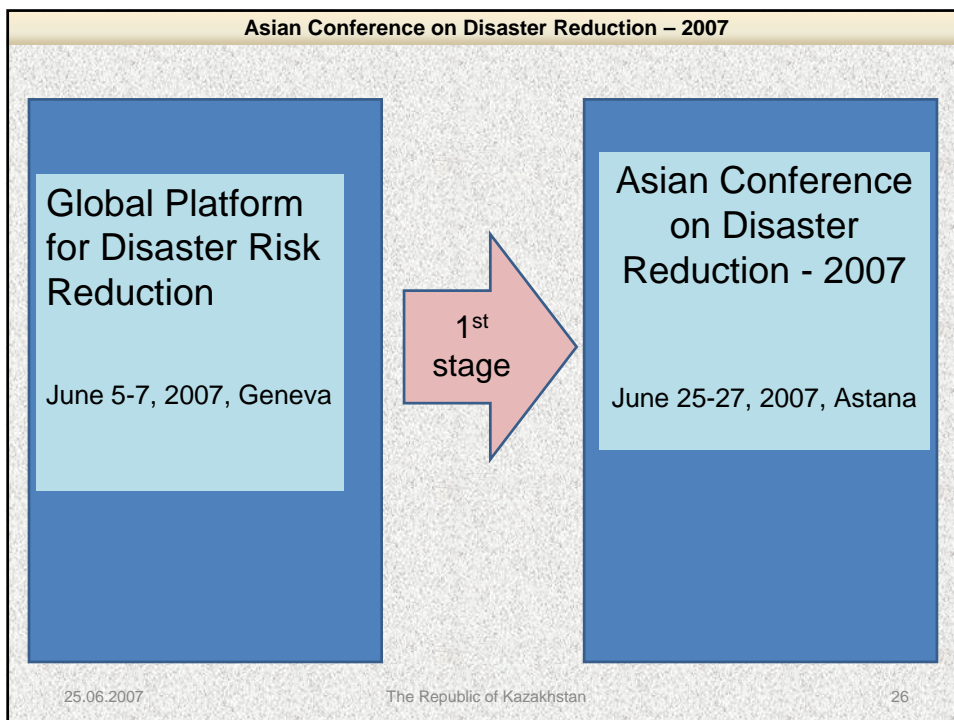 Asian Conference on Disaster Reduction – 2007
Global Platform
for Disaster Risk
Reduction
June 5-7, 2007, Geneva
1st
stage
Asian Conference
on Disaster
Reduction - 2007
June 25-27, 2007, Astana
25.06.2007
The Republic of Kazakhstan
26